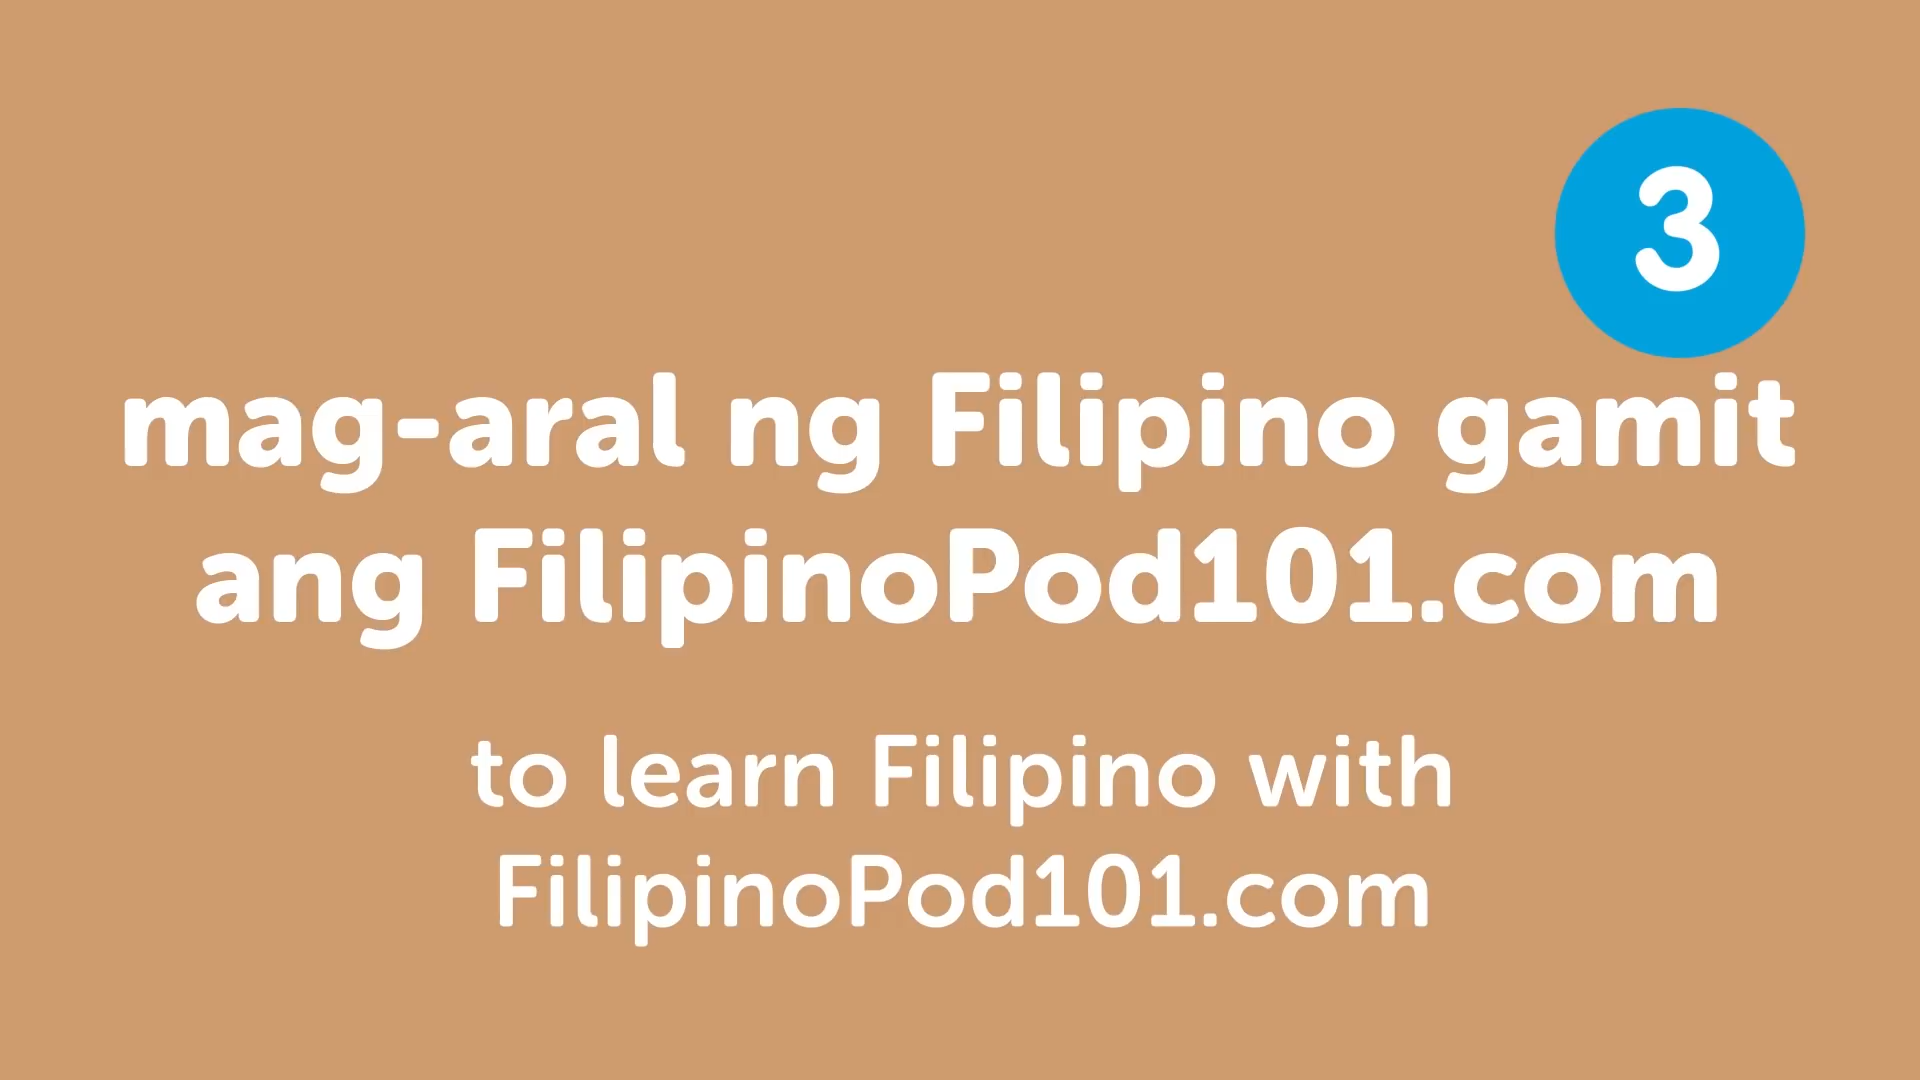 3
mag-aral ng Filipino gamit
ang FilipinoPod101.com
to learn Filipino with
FilipinoPod101.com